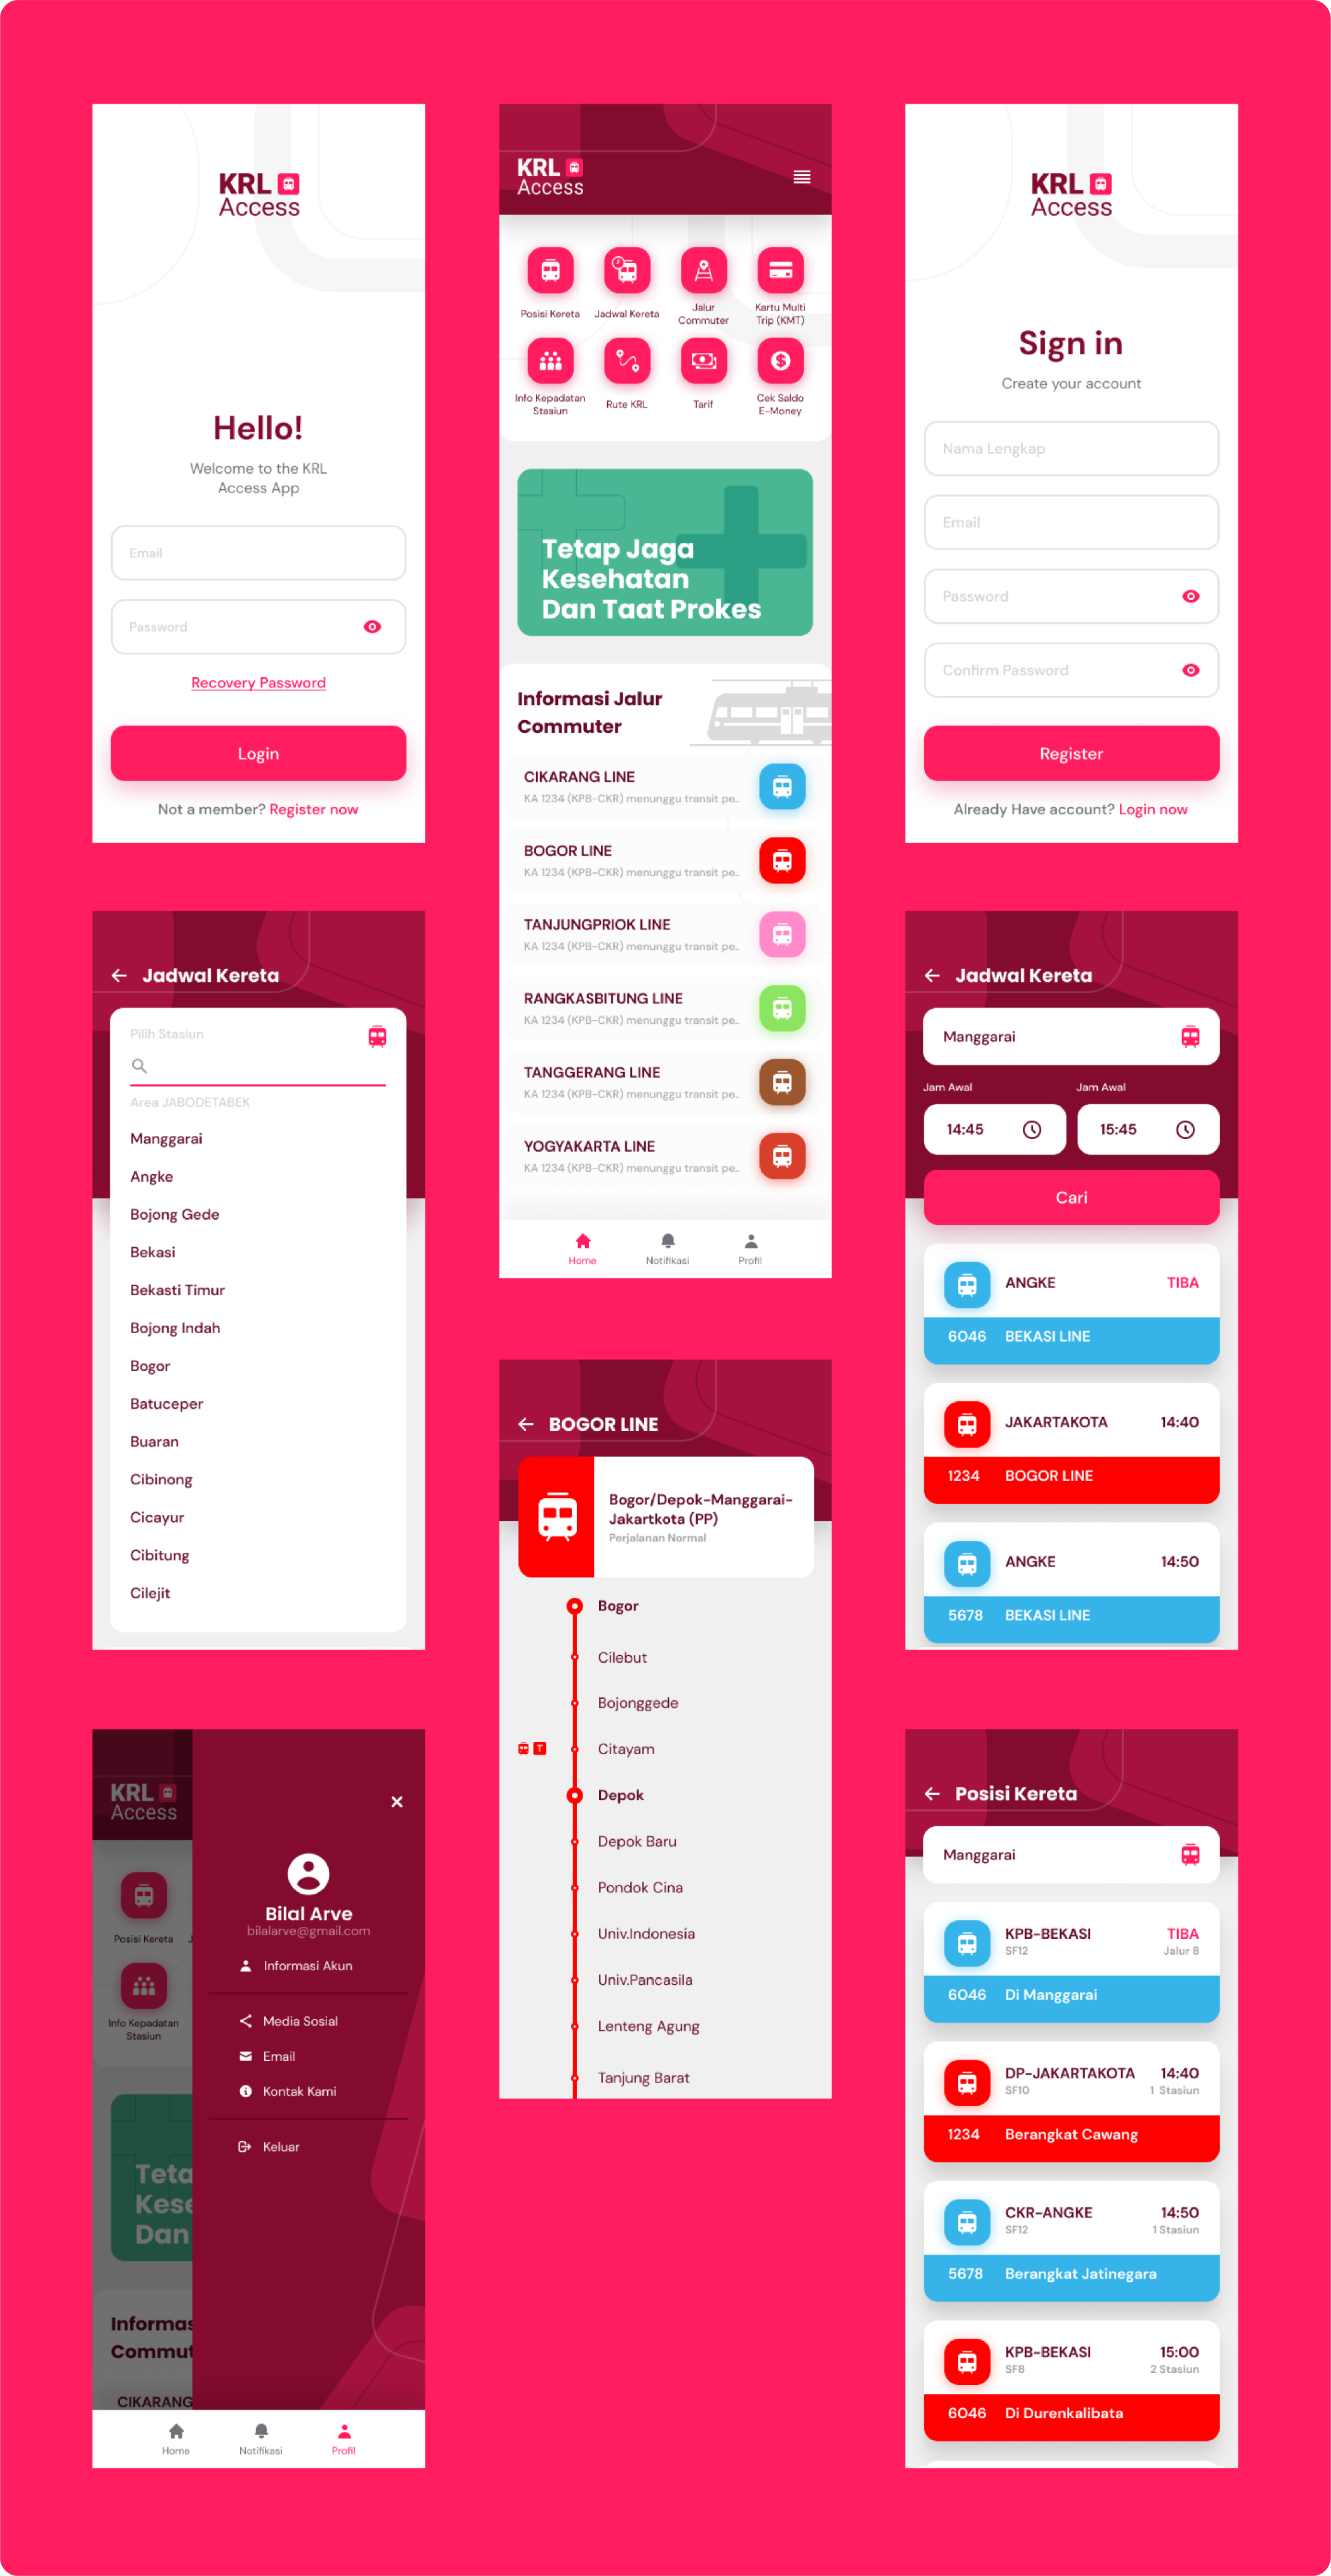 KRL
Access
Hello!
Welcome to the KRL
Access App
Email
Password
Recovery Password
Login
Not a member? Register now
KRL
Access
Posisi Kereta
Jadwal Kereta
Jalur
Commuter
Kartu Multi
Trip (KMT)
Info Kepadatan
Stasiun
Rute KRL
Tarif
Cek Saldo
E-Money
Tetap Jaga
Kesehatan
Dan Taat Prokes
Informasi Jalur
Commuter
CIKARANG LINE
KA 1234 (KPB-CKR) menunggu transit pe..
BOGOR LINE
KA 1234 (KPB-CKR) menunggu transit pe..
TANJUNGPRIOK LINE
KA 1234 (KPB-CKR) menunggu transit pe..
RANGKASBITUNG LINE
KA 1234 (KPB-CKR) menunggu transit pe..
TANGGERANG LINE
KA 1234 (KPB-CKR) menunggu transit pe..
YOGYAKARTA LINE
KA 1234 (KPB-CKR) menunggu transit pe..
Home
Notifikasi
Profil
KRL
Access
Sign in
Create your account
Nama Lengkap
Email
Password
Confirm Password
Register
Already Have account? Login now
Jadwal Kereta
Pilih Stasiun
Area JABODETABEK
Manggarai
Angke
Bojong Gede
Bekasi
Bekasti Timur
Bojong Indah
Bogor
Batuceper
Buaran
Cibinong
Cicayur
Cibitung
Cilejit
BOGOR LINE
Bogor/Depok-Manggarai-
Jakartkota (PP)
Perjalanan Normal
Bogor
Cilebut
Bojonggede
T
Citayam
Depok
Depok Baru
Pondok Cina
Univ.Indonesia
Univ.Pancasila
Lenteng Agung
Tanjung Barat
Jadwal Kereta
Manggarai
Jam Awal
Jam Awal
14:45
15:45
Cari
ANGKE
TIBA
6046 BEKASI LINE
JAKARTAKOTA
14:40
1234 BOGOR LINE
ANGKE
14:50
5678 BEKASI LINE
KRL
Access
Posisi Kereta
J
Info Kepadatan
Stasiun
Teta
Kese
Dan
Informas
Commut
CIKARANG
Bilal Arve
bilalarve@gmail.com
Informasi Akun
Media Sosial
Email
Kontak Kami
Keluar
Home
Notifikasi
Profil
Posisi Kereta
Manggarai
KPB-BEKASI
TIBA
SF12
Jalur 8
6046 Di Manggarai
DP-JAKARTAKOTA
14:40
SF10
1 Stasiun
1234 Berangkat Cawang
CKR-ANGKE
14:50
SF12
1 Stasiun
5678 Berangkat Jatinegara
KPB-BEKASI
15:00
SF8
2 Stasiun
6046 Di Durenkalibata